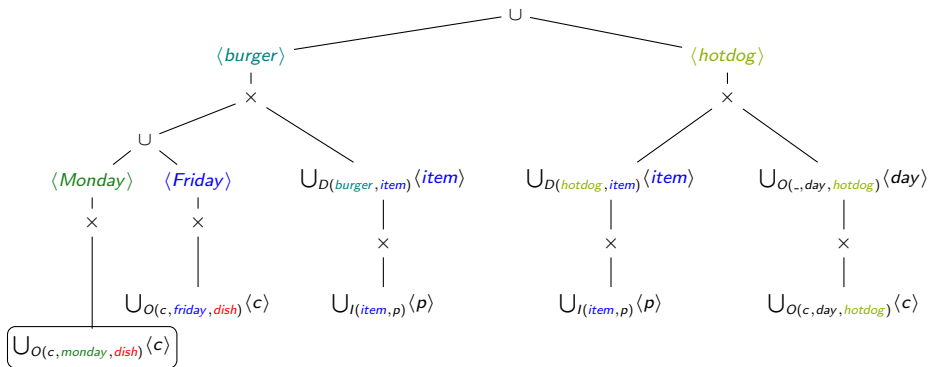 ∪
⟨burger⟩ ⟨hotdog⟩
× ×
∪
⟨Monday⟩ ⟨Friday⟩ ⋃D(burger,item)⟨item⟩ ⋃D(hotdog,item)⟨item⟩ ⋃O(_,day,hotdog)⟨day⟩
× ×
× × ×
⋃O(c,friday,dish)⟨c⟩ ⋃I(item,p)⟨p⟩ ⋃I(item,p)⟨p⟩ ⋃O(c,day,hotdog)⟨c⟩
⋃O(c,monday,dish)⟨c⟩